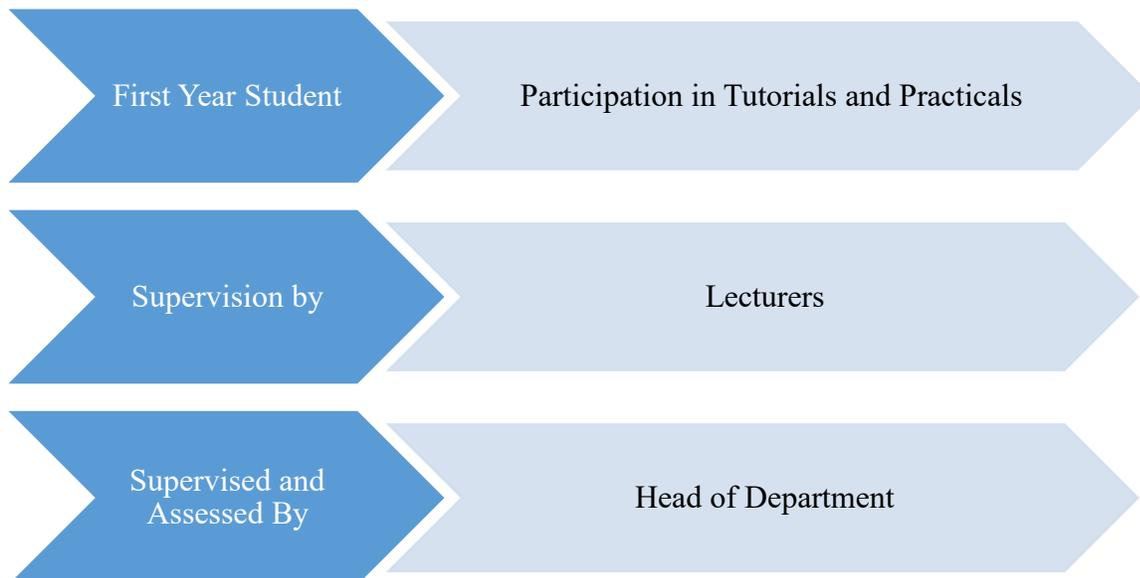 First Year Student
Participation in Tutorials and Practicals
Supervision by
Lecturers
Supervised and
Assessed By
Head of Department